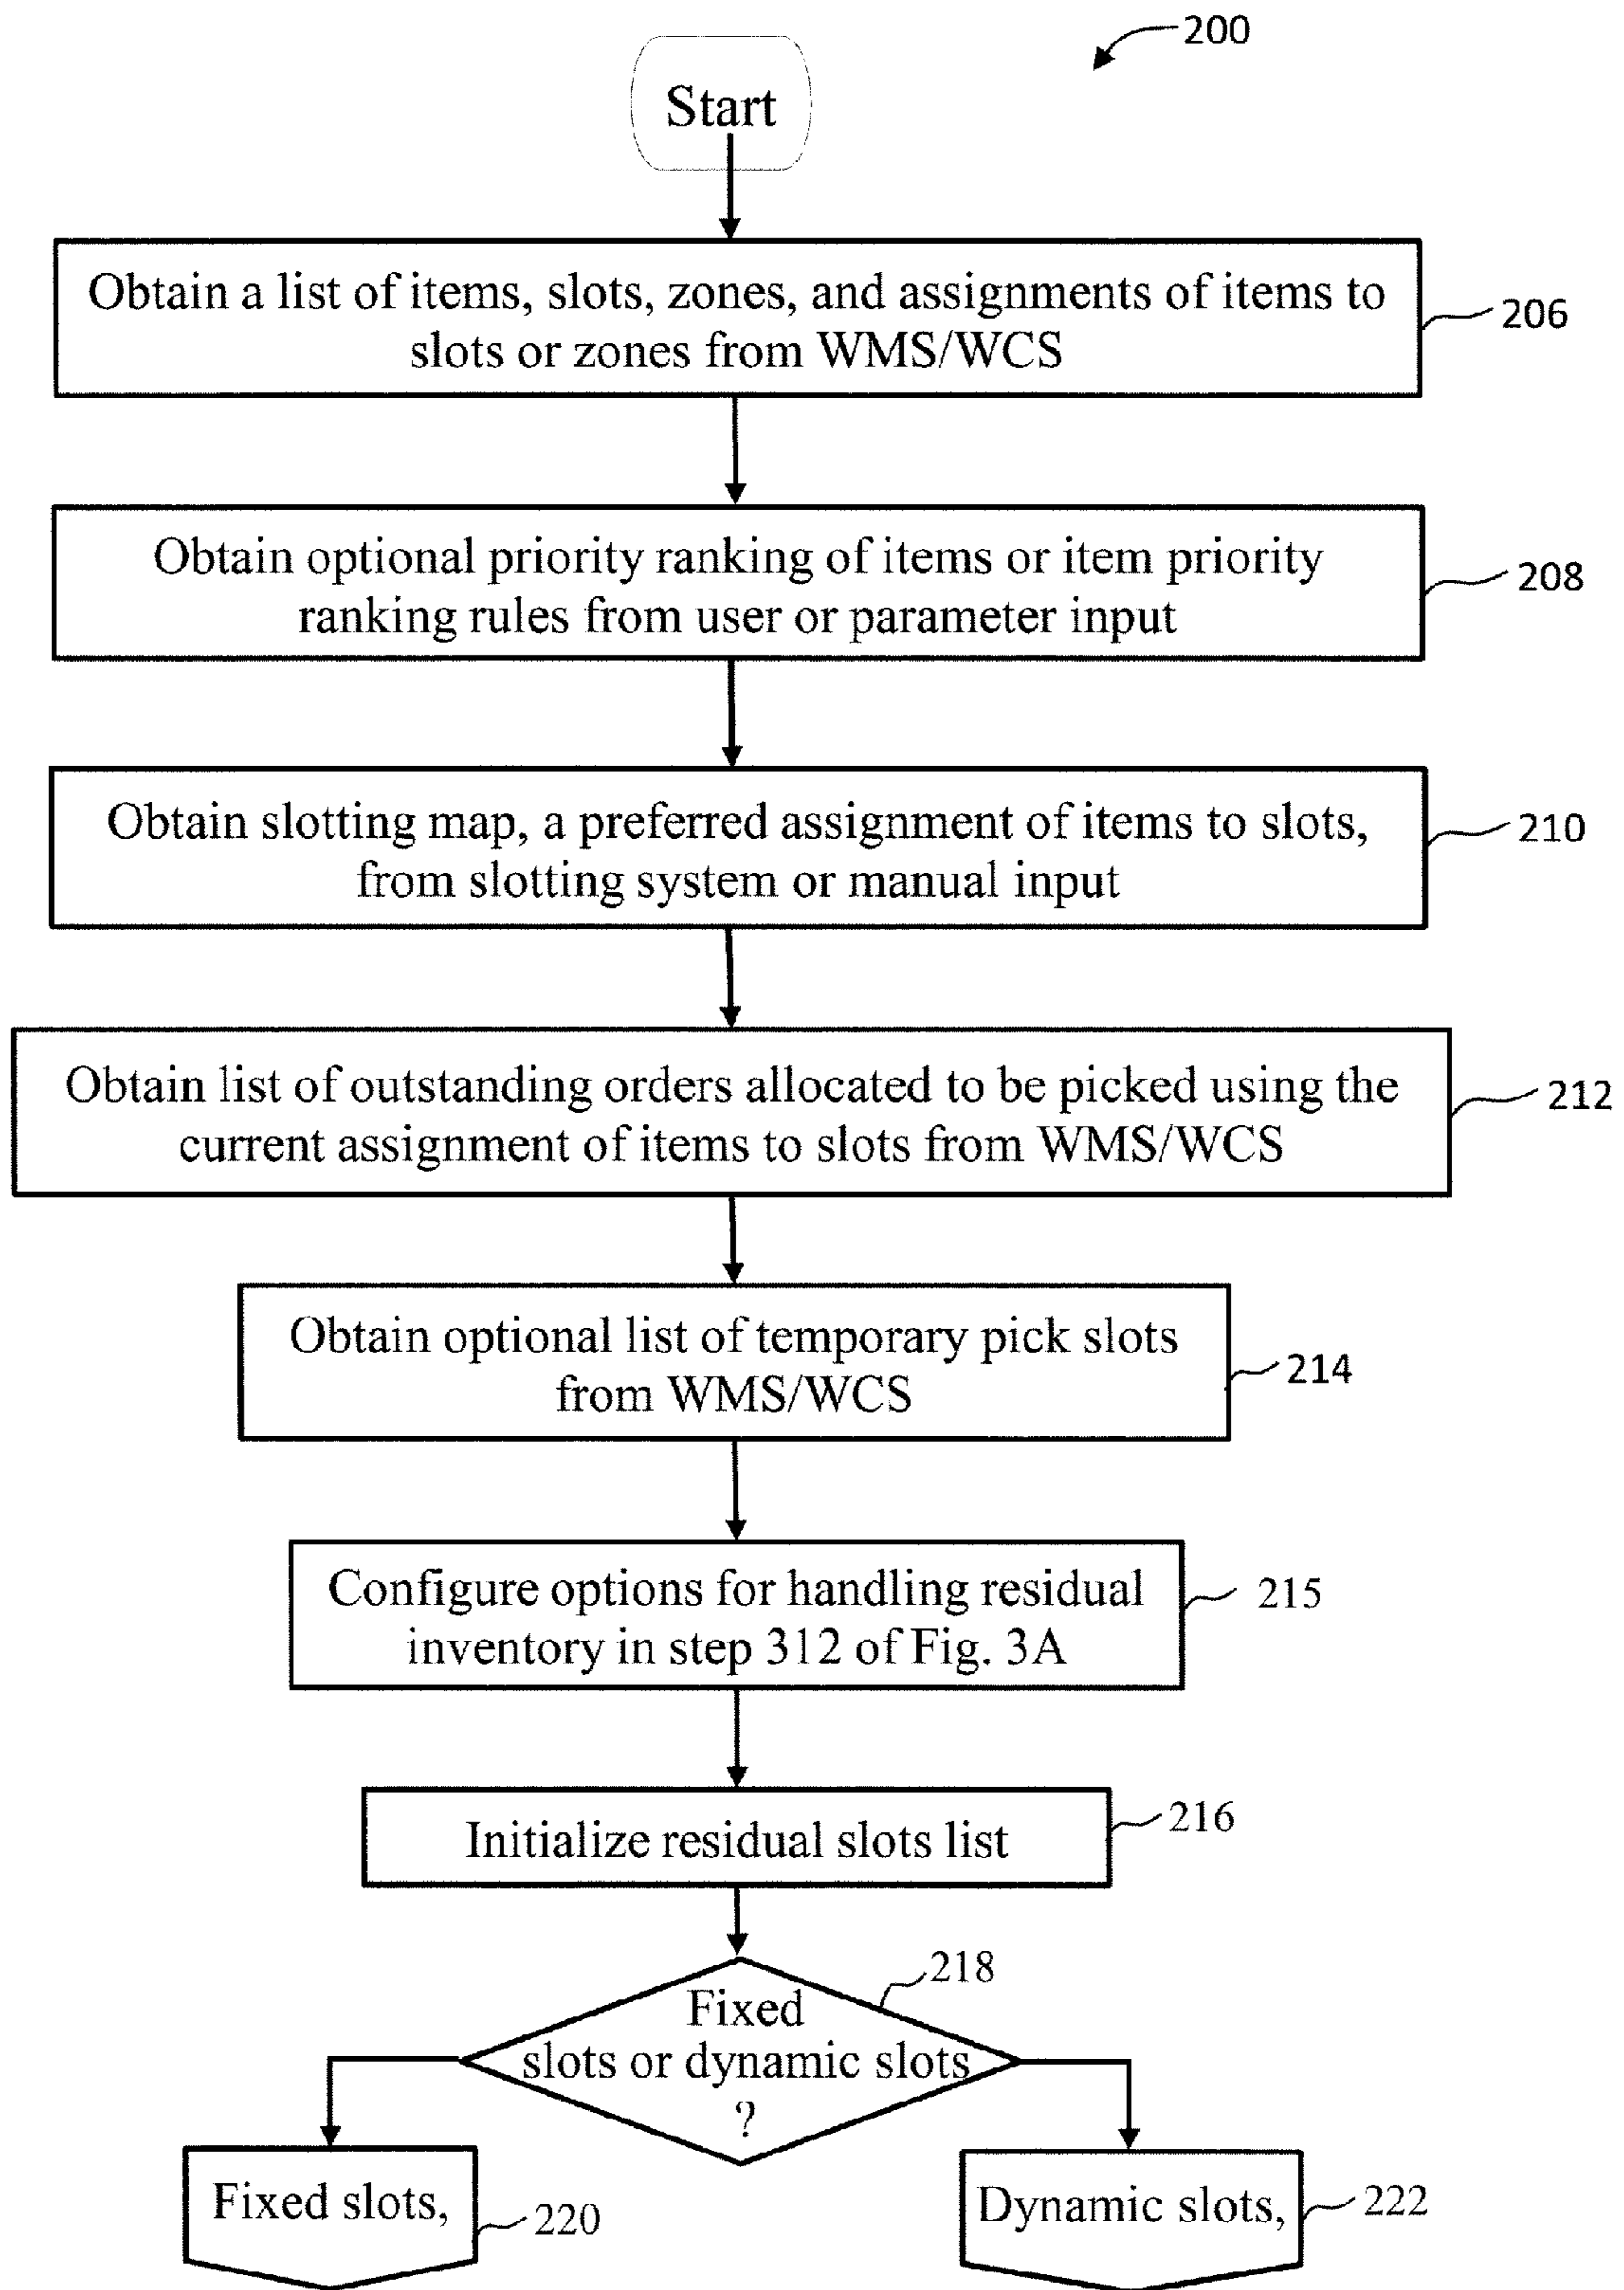 200
Start
Obtain a list of items, slots, zones, and assignments of items to
slots or zones from WMS/WCS
206
Obtain optional priority ranking of items or item priority
ranking rules from user or parameter input
208
Obtain slotting map, a preferred assignment of items to slots,
from slotting system or manual input
210
Obtain list of outstanding orders allocated to be picked using the
current assignment of items to slots from WMS/WCS
212
Obtain optional list of temporary pick slots
from WMS/WCS
214
Configure options for handling residual
inventory in step 312 of Fig. 3A
215
Initialize residual slots list
216
218
Fixed
slots or dynamic slots
?
Fixed slots,
220
Dynamic slots,
222